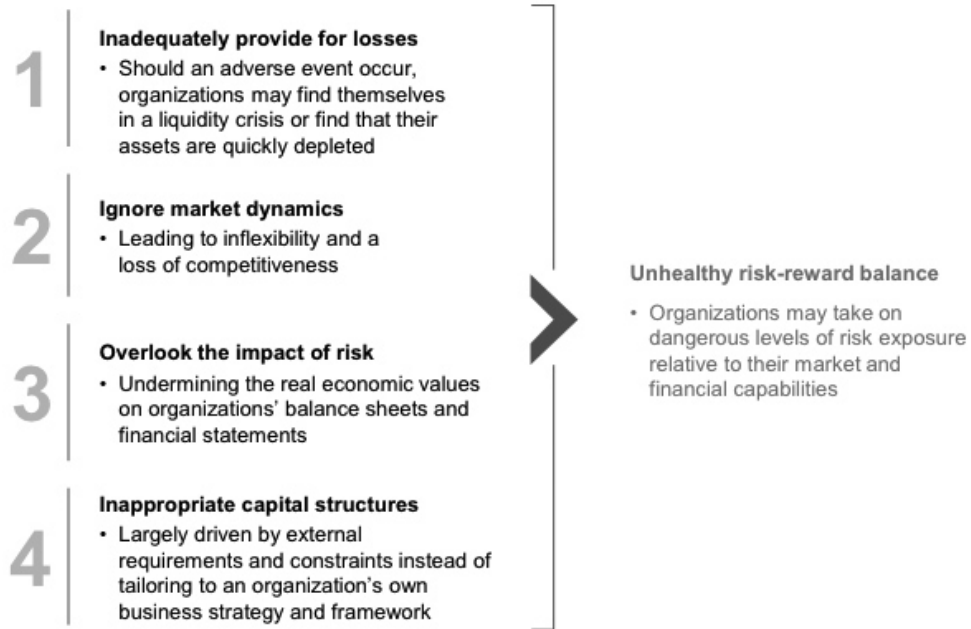 1
Inadequately provide for losses
• Should an adverse event occur,
organizations may find themselves
in a liquidity crisis or find that their
assets are quickly depleted
2
Ignore market dynamics
• Leading to inflexibility and a
loss of competitiveness
3
Overlook the impact of risk
• Undermining the real economic values
on organizations’ balance sheets and
financial statements
4
Inappropriate capital structures
• Largely driven by external
requirements and constraints instead of
tailoring to an organization’s own
business strategy and framework
Unhealthy risk-reward balance
• Organizations may take on
dangerous levels of risk exposure
relative to their market and
financial capabilities